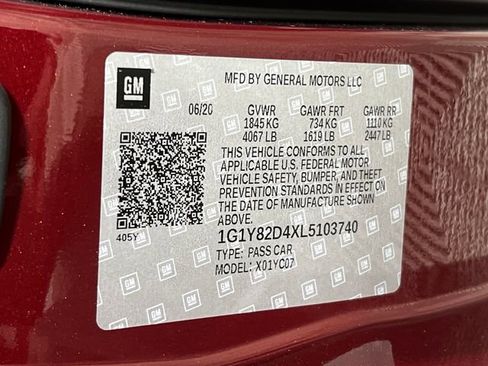 GM
MFD BY GENERAL MOTORS LLC
06/20 GVWR GAWR FRT GAWR RR
1845 KG 734 KG 1110 KG
4067 LB 1619 LB 2447 LB
THIS VEHICLE CONFORMS TO ALL
APPLICABLE U.S. FEDERAL MOTOR
VEHICLE SAFETY, BUMPER, AND THEFT
PREVENTION STANDARDS IN EFFECT ON
THE DATE OF MANUFACTURE SHOWN
ABOVE.
405Y
1G1Y82D4XL5103740
TYPE: PASS CAR
MODEL: X01YC07